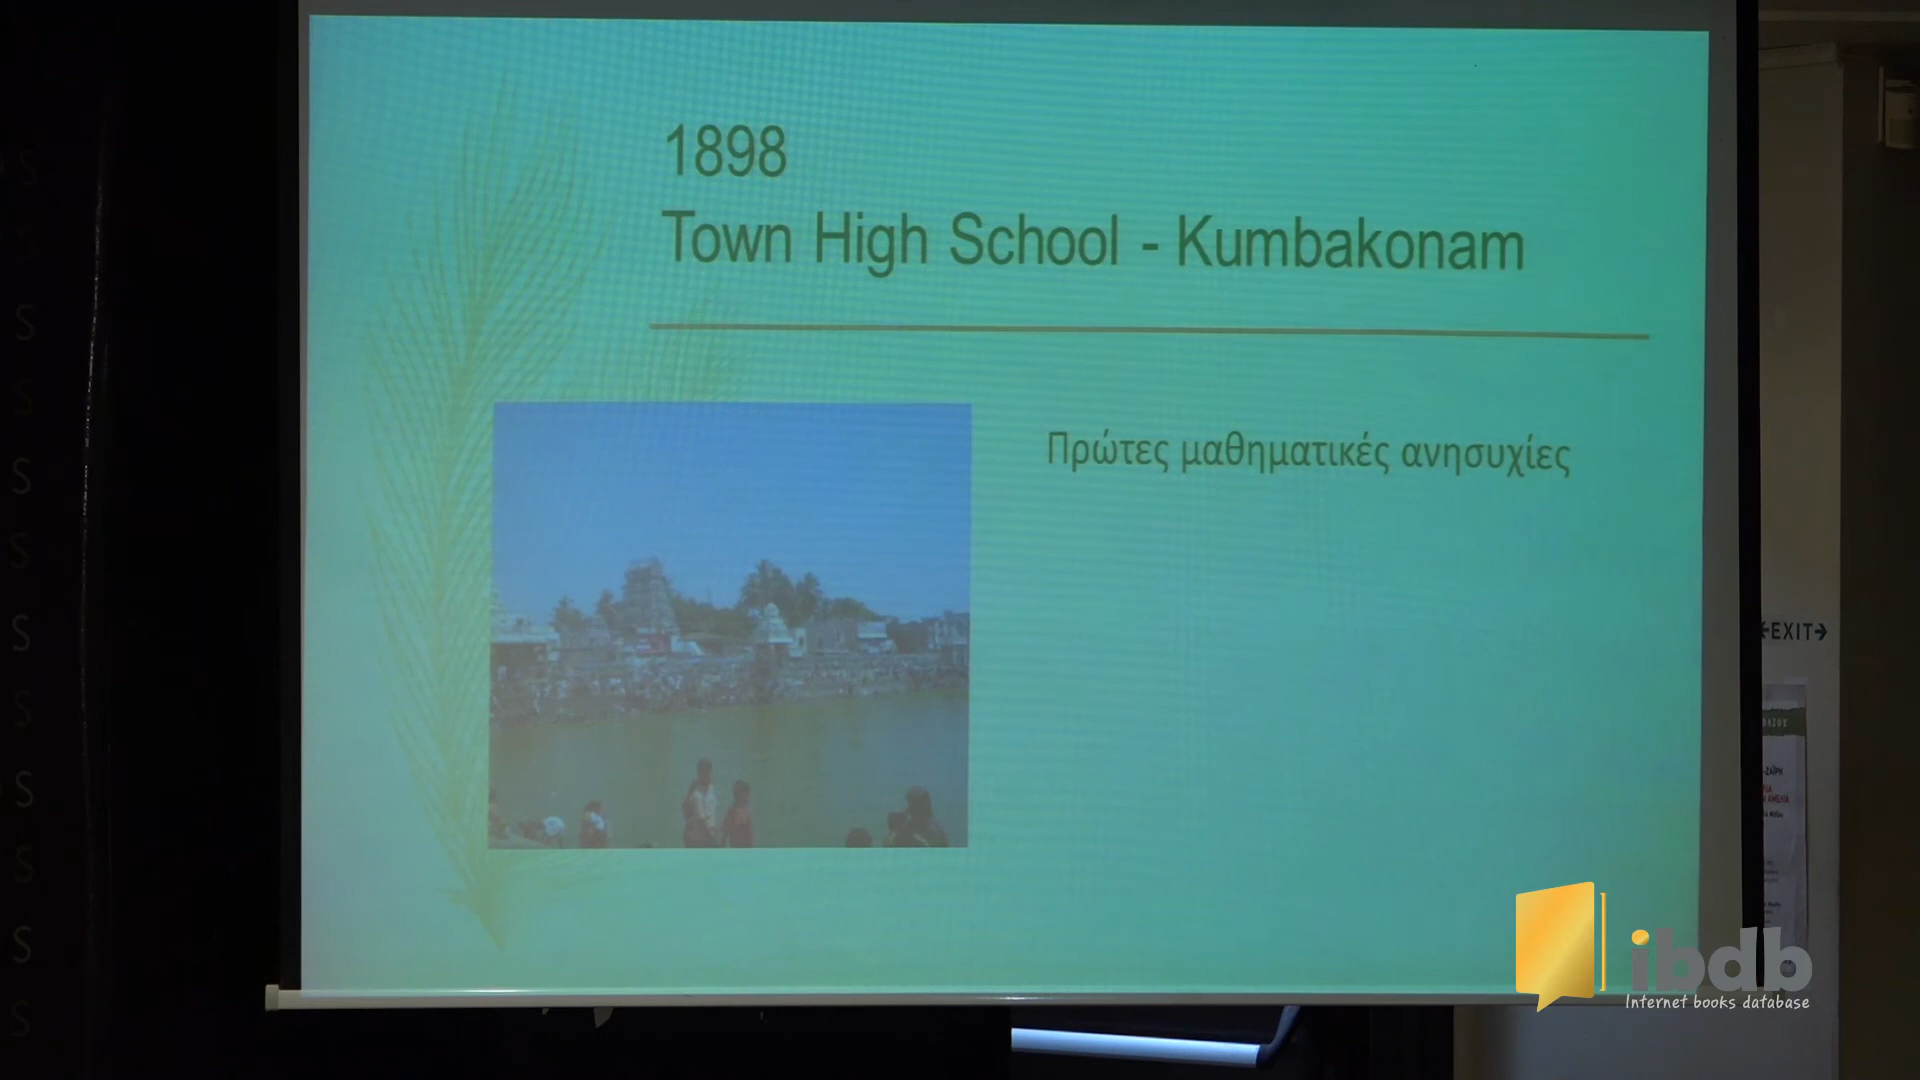 1898
Town High School - Kumbakonam
Πρώτες μαθηματικές ανησυχίες
EXIT
ibdb
Internet books database